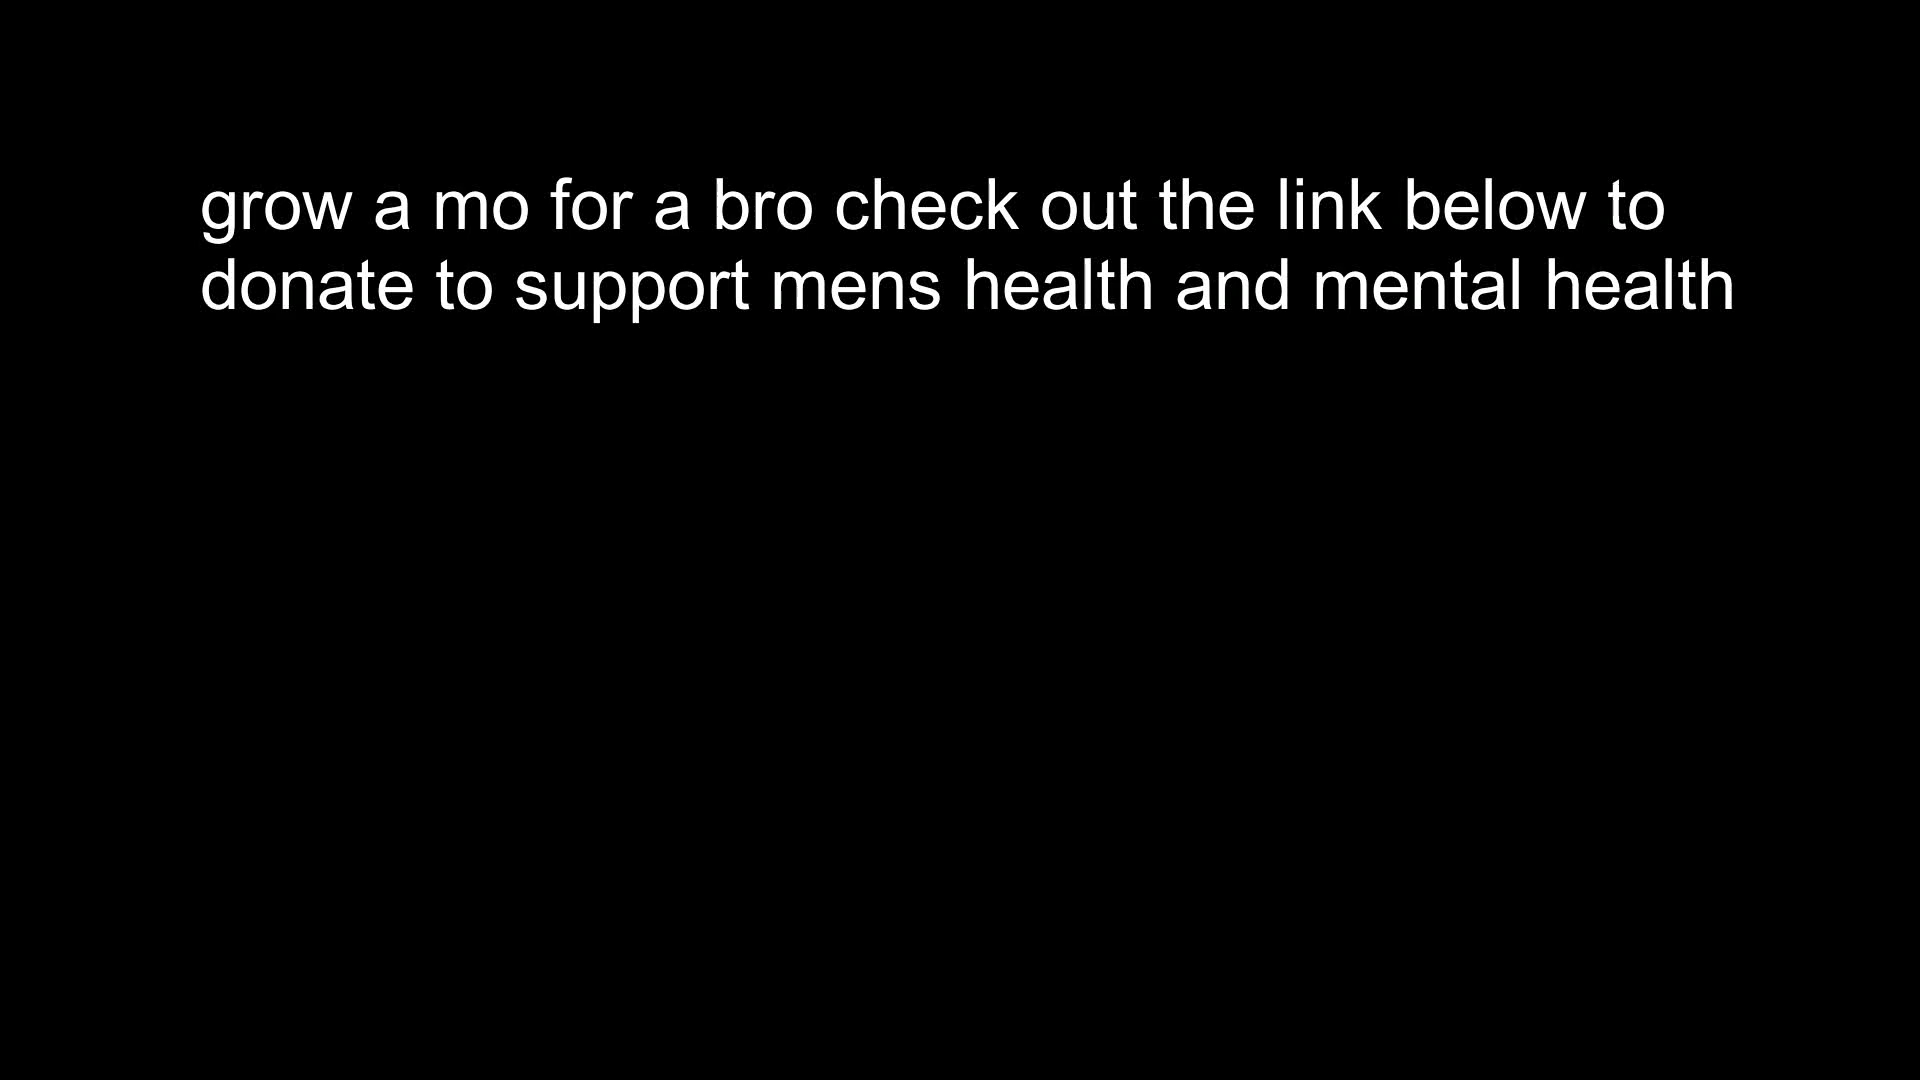 grow a mo for a bro check out the link below to
donate to support mens health and mental health